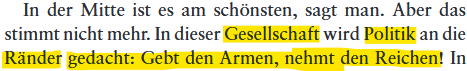 In der Mitte ist es am schönsten, sagt man. Aber das
stimmt nicht mehr. In dieser Gesellschaft wird Politik an die
Ränder gedacht: Gebt den Armen, nehmt den Reichen! In